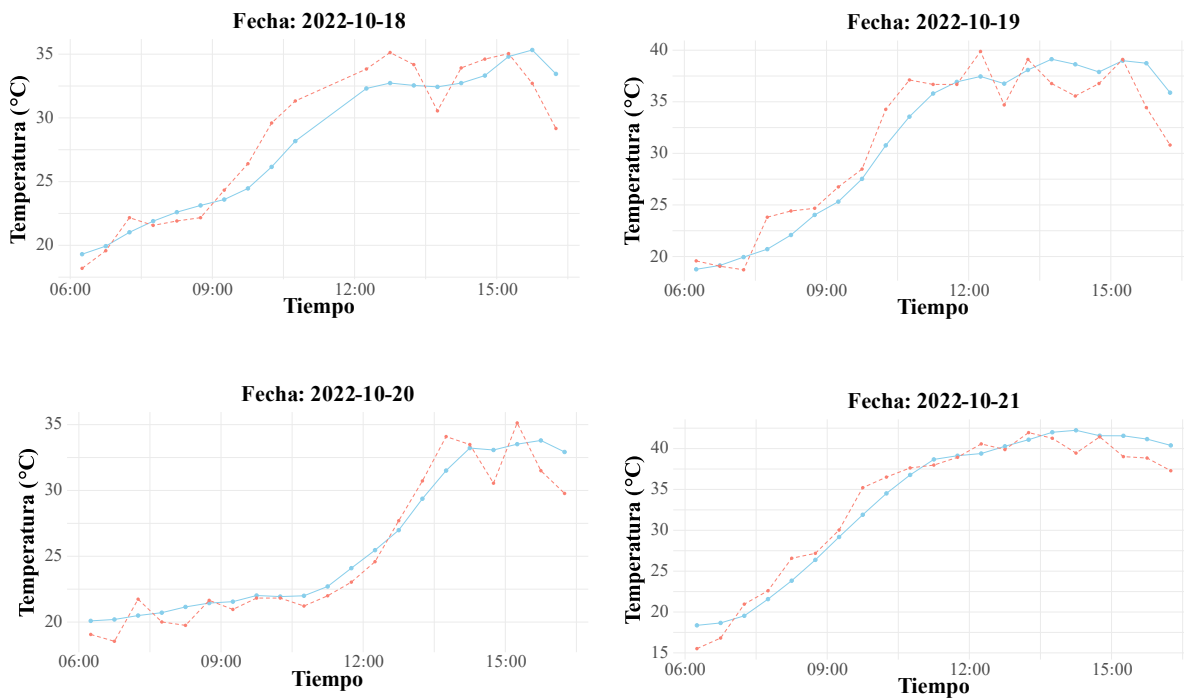 Fecha: 2022-10-18
Temperatura (°C)
35
30
25
20
06:00 09:00 12:00 15:00
Tiempo
Fecha: 2022-10-19
Temperatura (°C)
40
35
30
25
20
06:00 09:00 12:00 15:00
Tiempo
Fecha: 2022-10-20
Temperatura (°C)
35
30
25
20
06:00 09:00 12:00 15:00
Tiempo
Fecha: 2022-10-21
Temperatura (°C)
40
35
30
25
20
15
06:00 09:00 12:00 15:00
Tiempo